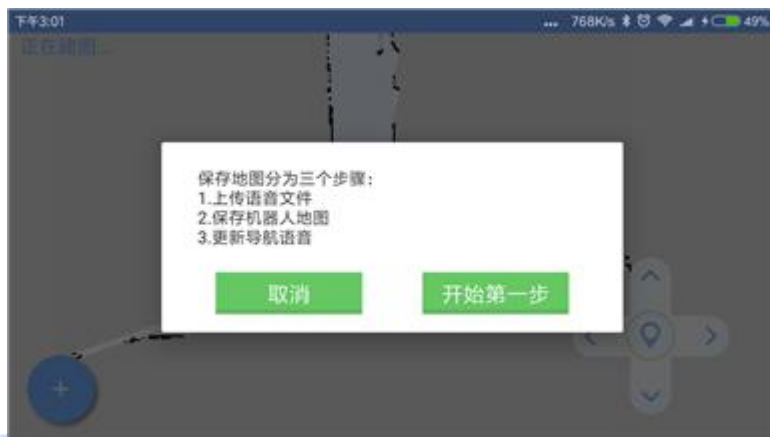 下午3:01
... 768K/s 49%
正在建图...
保存地图分为三个步骤:
1.上传语音文件
2.保存机器人地图
3.更新导航语音
取消
开始第一步